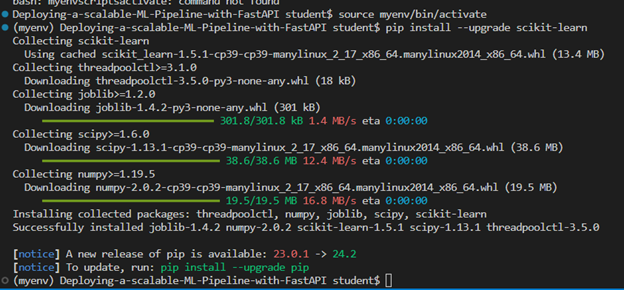 bash: myenvscriptsactivate: command not found
Deploying-a-scalable-ML-Pipeline-with-FastAPI student$ source myenv/bin/activate
(myenv) Deploying-a-scalable-ML-Pipeline-with-FastAPI student$ pip install --upgrade scikit-learn
Collecting scikit-learn
Using cached scikit_learn-1.5.1-cp39-cp39-manylinux_2_17_x86_64.manylinux2014_x86_64.whl (13.4 MB)
Collecting threadpoolctl>=3.1.0
Downloading threadpoolctl-3.5.0-py3-none-any.whl (18 kB)
Collecting joblib>=1.2.0
Downloading joblib-1.4.2-py3-none-any.whl (301 kB)
301.8/301.8 kB 1.4 MB/s eta 0:00:00
Collecting scipy>=1.6.0
Downloading scipy-1.13.1-cp39-cp39-manylinux_2_17_x86_64.manylinux2014_x86_64.whl (38.6 MB)
38.6/38.6 MB 12.4 MB/s eta 0:00:00
Collecting numpy>=1.19.5
Downloading numpy-2.0.2-cp39-cp39-manylinux_2_17_x86_64.manylinux2014_x86_64.whl (19.5 MB)
19.5/19.5 MB 16.8 MB/s eta 0:00:00
Installing collected packages: threadpoolctl, numpy, joblib, scipy, scikit-learn
Successfully installed joblib-1.4.2 numpy-2.0.2 scikit-learn-1.5.1 scipy-1.13.1 threadpoolctl-3.5.0
[notice] A new release of pip is available: 23.0.1 -> 24.2
[notice] To update, run: pip install --upgrade pip
(myenv) Deploying-a-scalable-ML-Pipeline-with-FastAPI student$